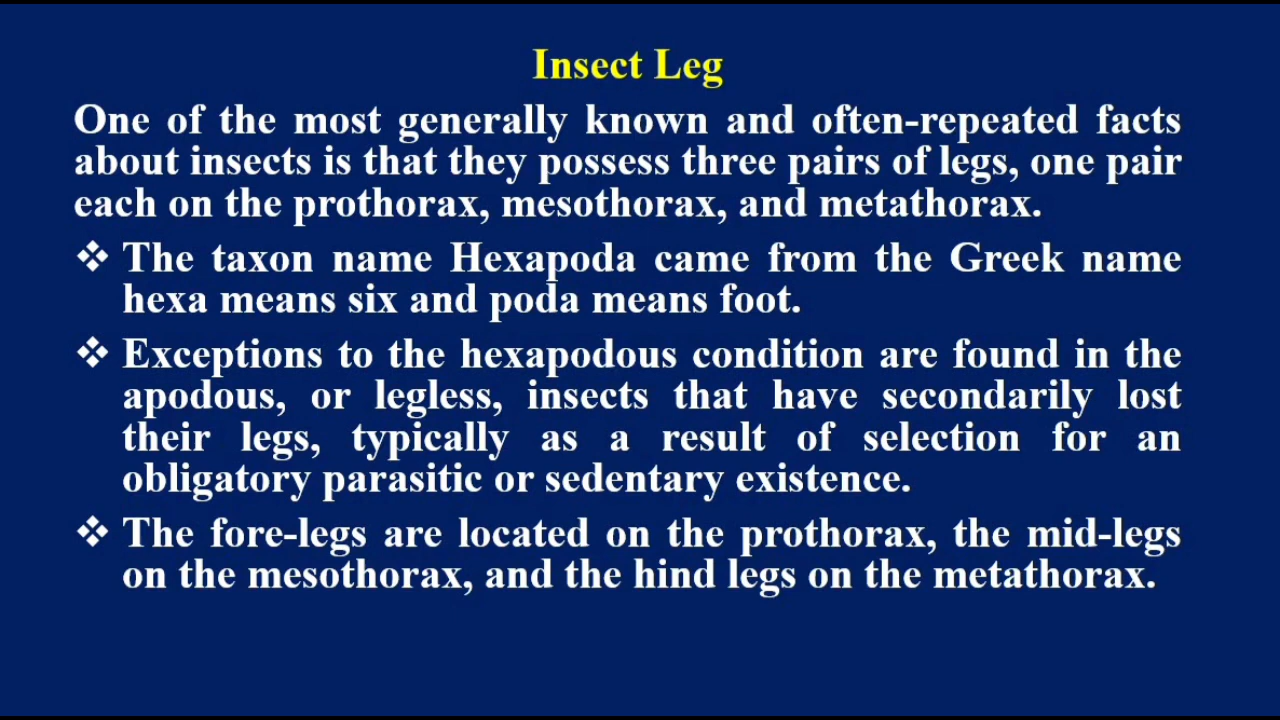 Insect Leg
One of the most generally known and often-repeated facts
about insects is that they possess three pairs of legs, one pair
each on the prothorax, mesothorax, and metathorax.
❖ The taxon name Hexapoda came from the Greek name
hexa means six and poda means foot.
❖ Exceptions to the hexapodous condition are found in the
apodous, or legless, insects that have secondarily lost
their legs, typically as a result of selection for an
obligatory parasitic or sedentary existence.
❖ The fore-legs are located on the prothorax, the mid-legs
on the mesothorax, and the hind legs on the metathorax.